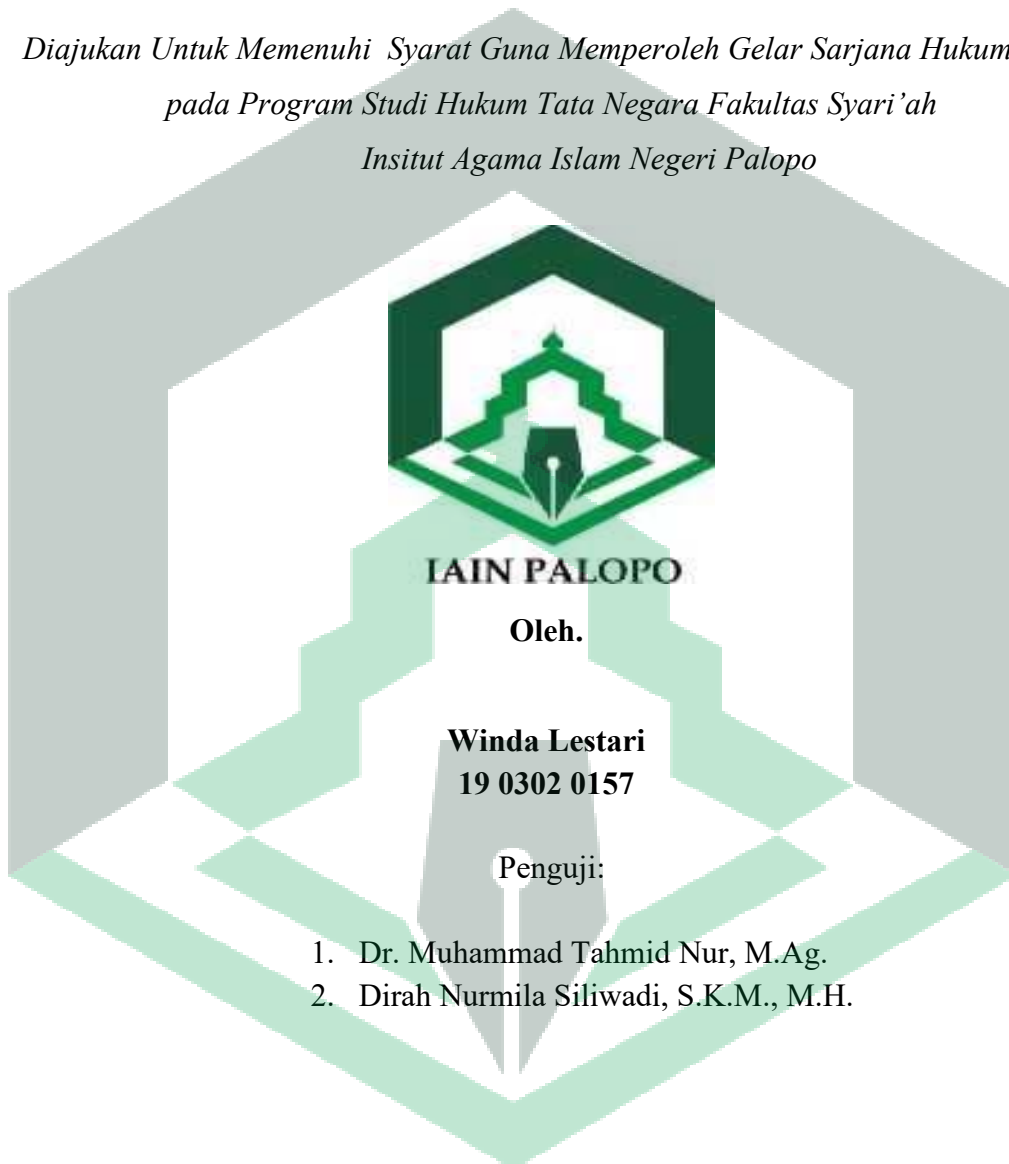 Diajukan Untuk Memenuhi Syarat Guna Memperoleh Gelar Sarjana Hukum
pada Program Studi Hukum Tata Negara Fakultas Syari’ah
Insitut Agama Islam Negeri Palopo
IAIN PALOPO
Oleh.
Winda Lestari
19 0302 0157
Penguji:
1. Dr. Muhammad Tahmid Nur, M.Ag.
2. Dirah Nurmila Siliwadi, S.K.M., M.H.